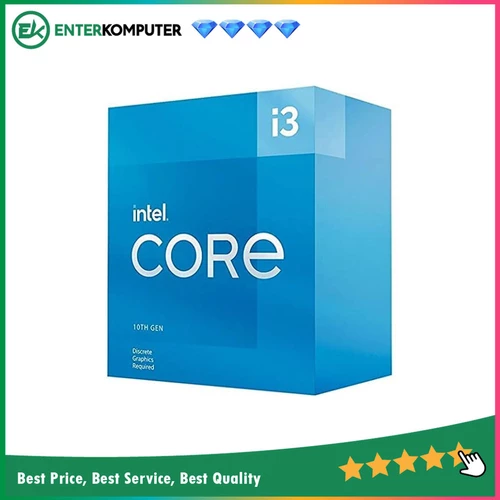 EK ENTERKOMPUTER
i3
intel.
CORE
10TH GEN
Discrete
Graphics
Required
Best Price, Best Service, Best Quality